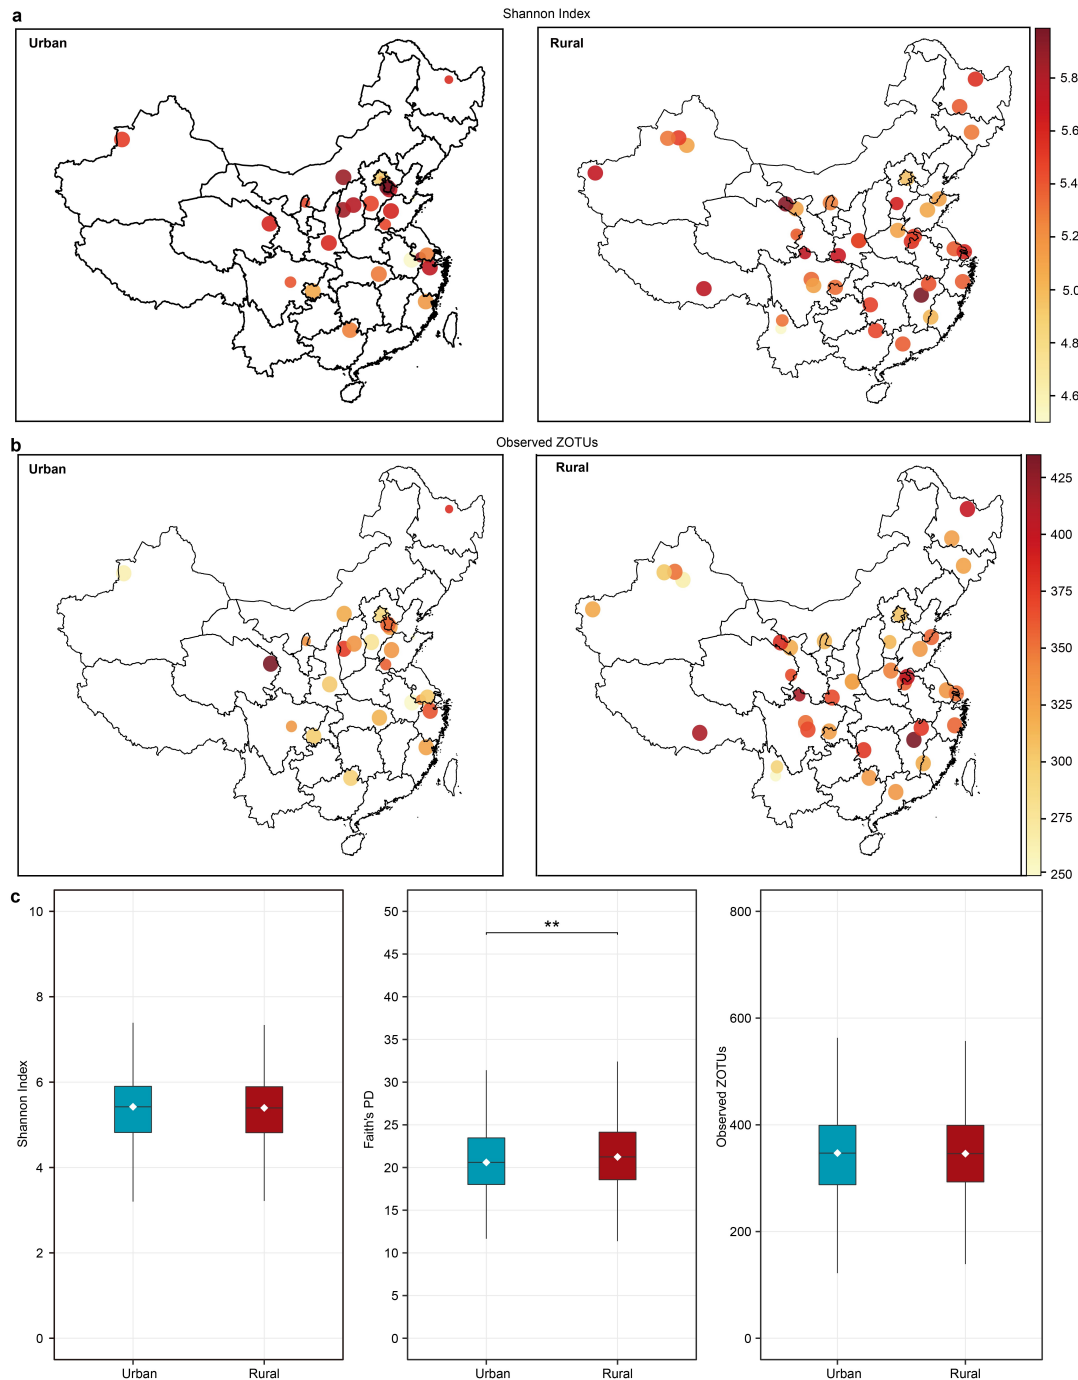 a
Shannon Index
Urban
Rural
5.8
5.6
5.4
5.2
5.0
4.8
4.6
b
Observed ZOTUs
Urban
Rural
425
400
375
350
325
300
275
250
c
Shannon Index
10
8
6
4
2
0
Urban
Rural
Faith's PD
50
45
40
35
30
25
20
15
10
5
0
**
Urban
Rural
Observed ZOTUs
800
600
400
200
0
Urban
Rural